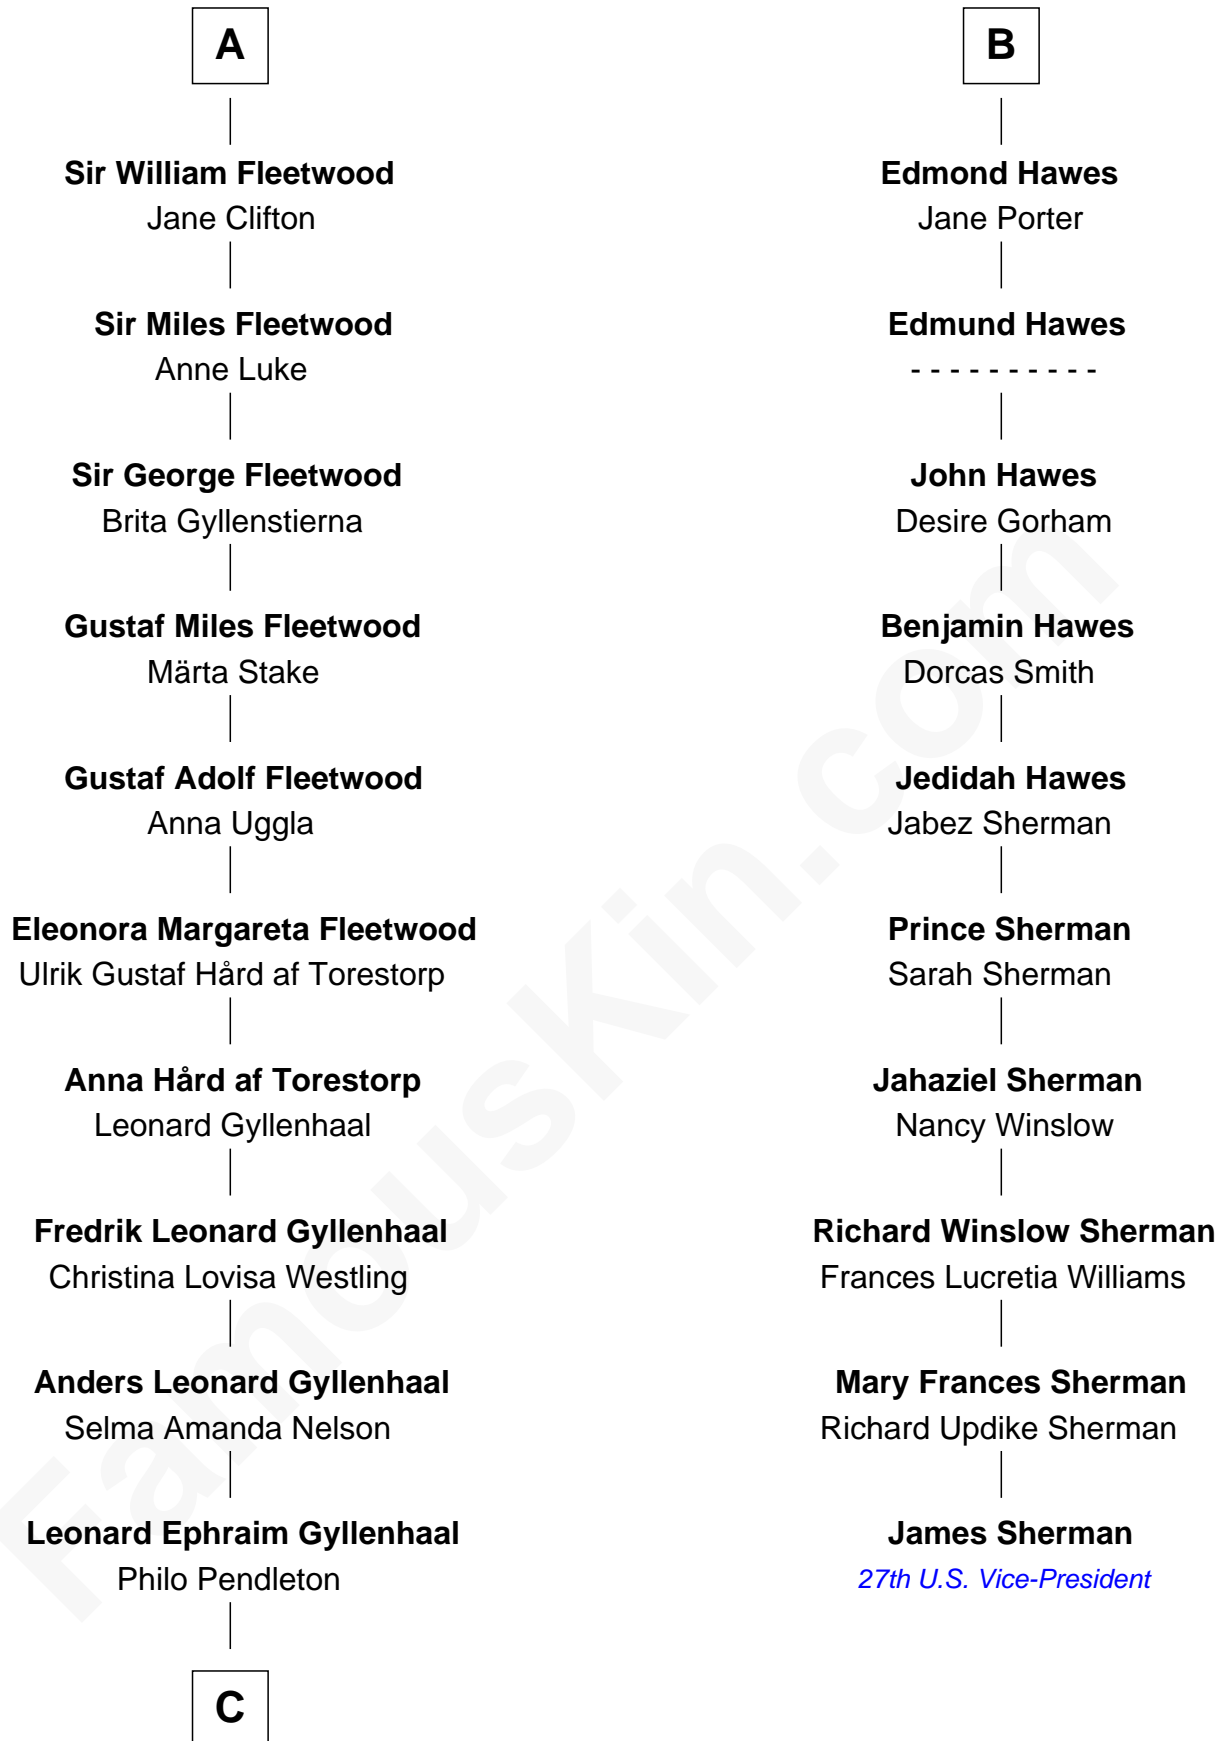 A
Sir William Fleetwood
Jane Clifton
Sir Miles Fleetwood
Anne Luke
Sir George Fleetwood
Brita Gyllenstierna
Gustaf Miles Fleetwood
Märta Stake
Gustaf Adolf Fleetwood
Anna Uggla
Eleonora Margareta Fleetwood
Ulrik Gustaf Hård af Torestorp
Anna Hård af Torestorp
Leonard Gyllenhaal
Fredrik Leonard Gyllenhaal
Christina Lovisa Westling
Anders Leonard Gyllenhaal
Selma Amanda Nelson
Leonard Ephraim Gyllenhaal
Philo Pendleton
C
B
Edmond Hawes
Jane Porter
Edmund Hawes
- - - - - - - - - -
John Hawes
Desire Gorham
Benjamin Hawes
Dorcas Smith
Jedidah Hawes
Jabez Sherman
Prince Sherman
Sarah Sherman
Jahaziel Sherman
Nancy Winslow
Richard Winslow Sherman
Frances Lucretia Williams
Mary Frances Sherman
Richard Updike Sherman
James Sherman
27th U.S. Vice-President
FamousKin.com